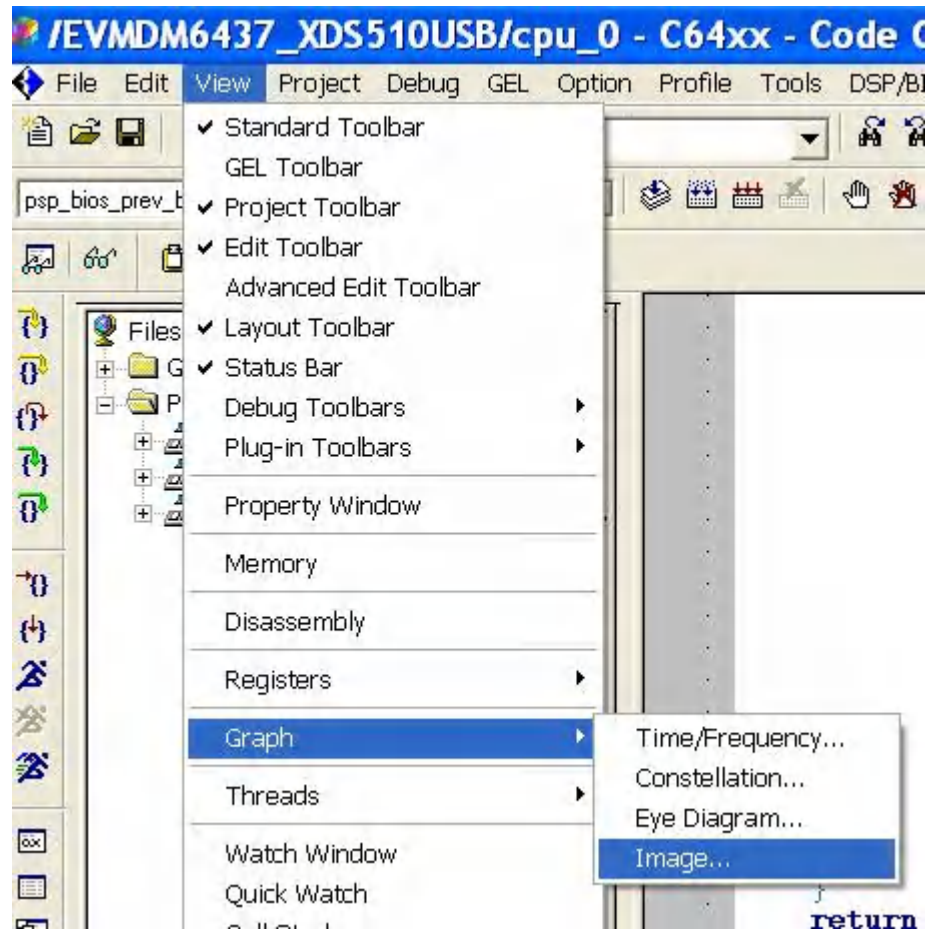 /EVMDM6437_XDS510USB/cpu_0 - C64xx - Code
File Edit View Project Debug GEL Option Profile Tools DSP/BI
psp_bios_prev_b
Standard Toolbar
GEL Toolbar
Project Toolbar
Edit Toolbar
Advanced Edit Toolbar
Layout Toolbar
Status Bar
Debug Toolbars
Plug-in Toolbars
Property Window
Memory
Disassembly
Registers
Graph
Threads
Watch Window
Quick Watch
Files
G
P
Time/Frequency...
Constellation...
Eye Diagram...
Image...
}
return